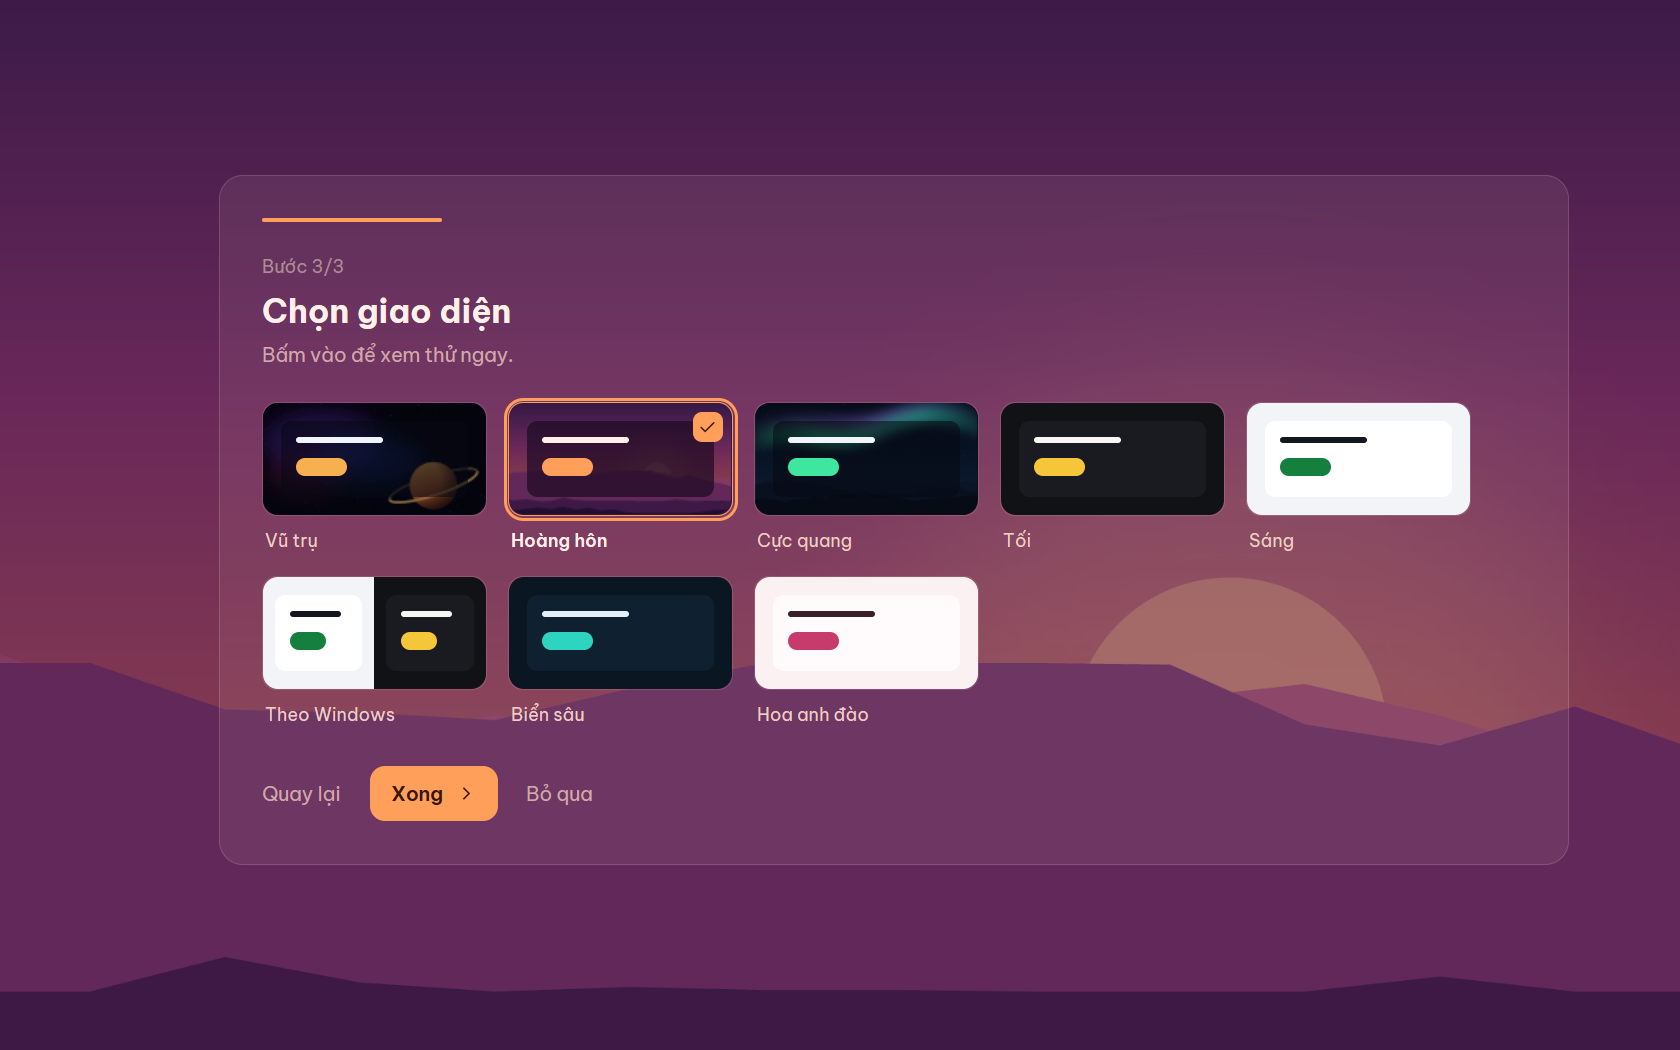 Bước 3/3
Chọn giao diện
Bấm vào để xem thử ngay.
Vũ trụ
Hoàng hôn
Cực quang
Tối
Sáng
Theo Windows
Biển sâu
Hoa anh đào
Quay lại
Xong
Bỏ qua